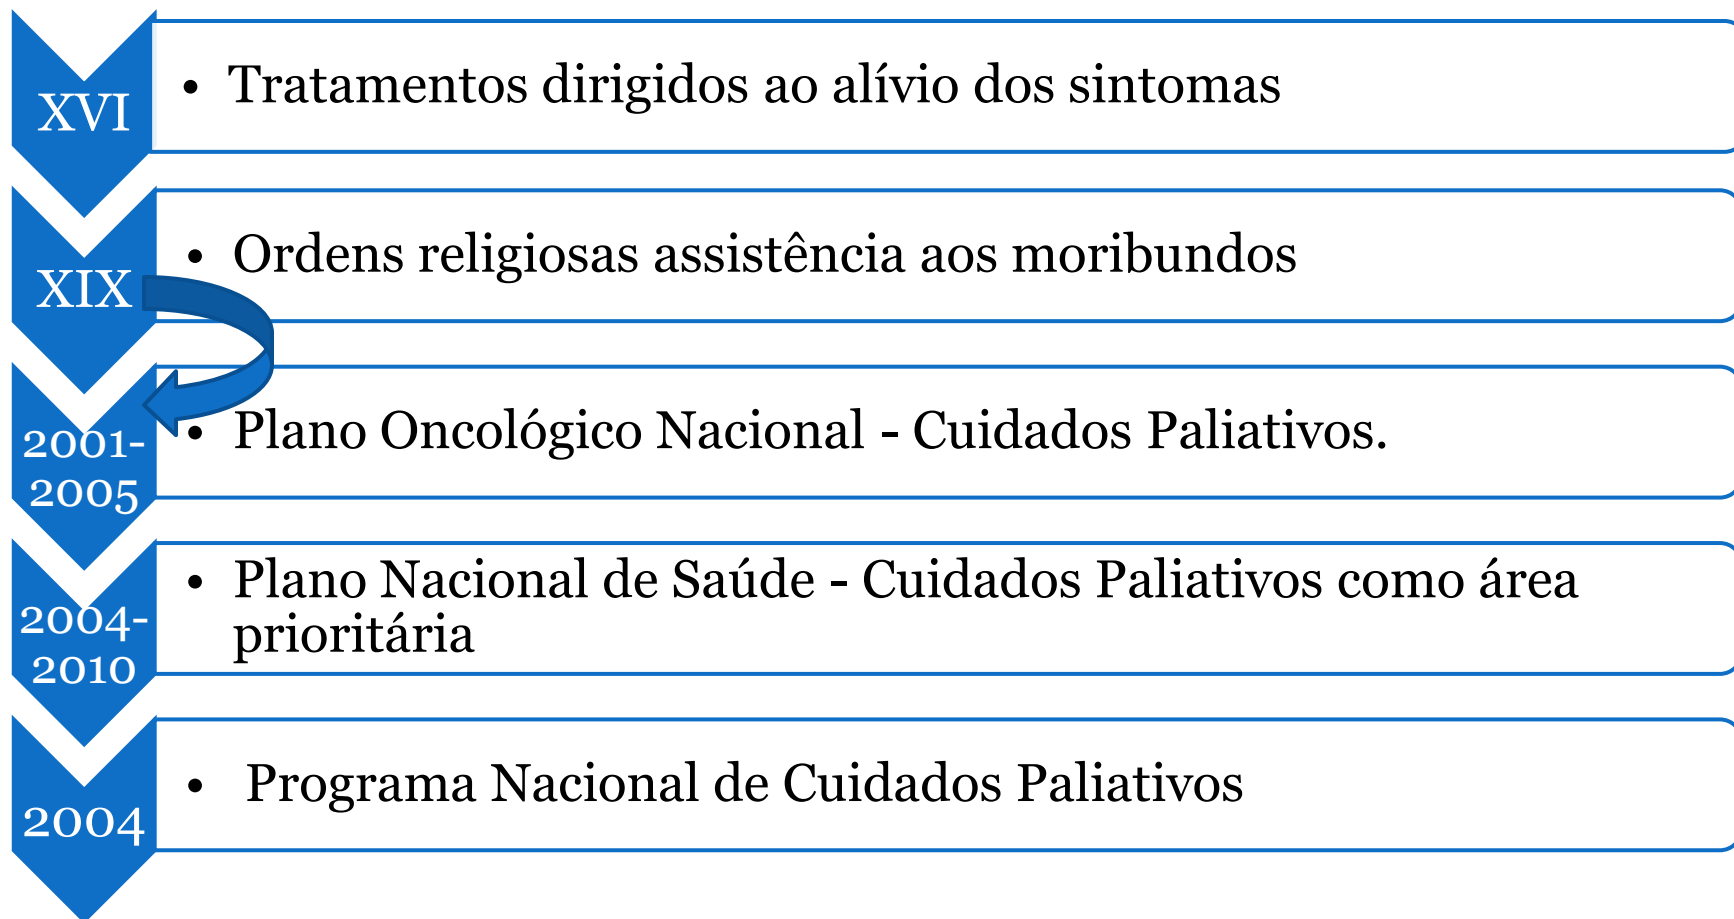 XVI
• Tratamentos dirigidos ao alívio dos sintomas
XIX
• Ordens religiosas assistência aos moribundos
2001-
2005
• Plano Oncológico Nacional - Cuidados Paliativos.
2004-
2010
• Plano Nacional de Saúde - Cuidados Paliativos como área
prioritária
2004
• Programa Nacional de Cuidados Paliativos